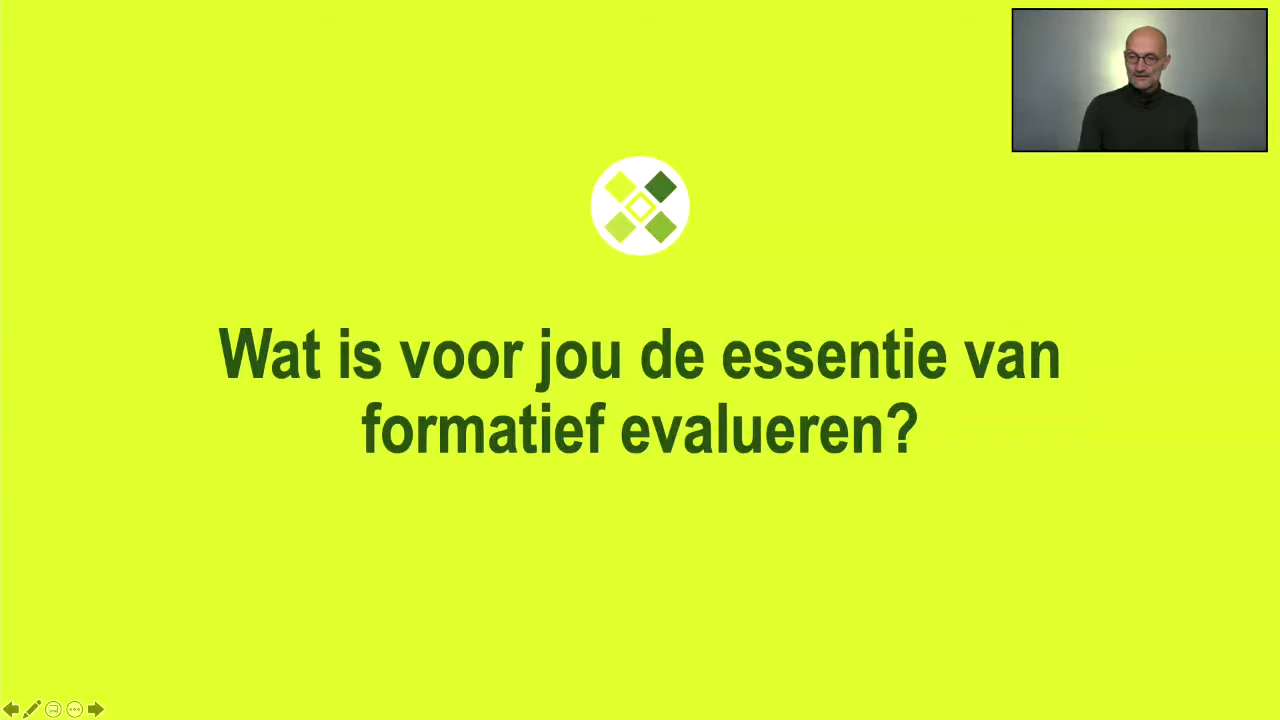 Wat is voor jou de essentie van
formatief evalueren?